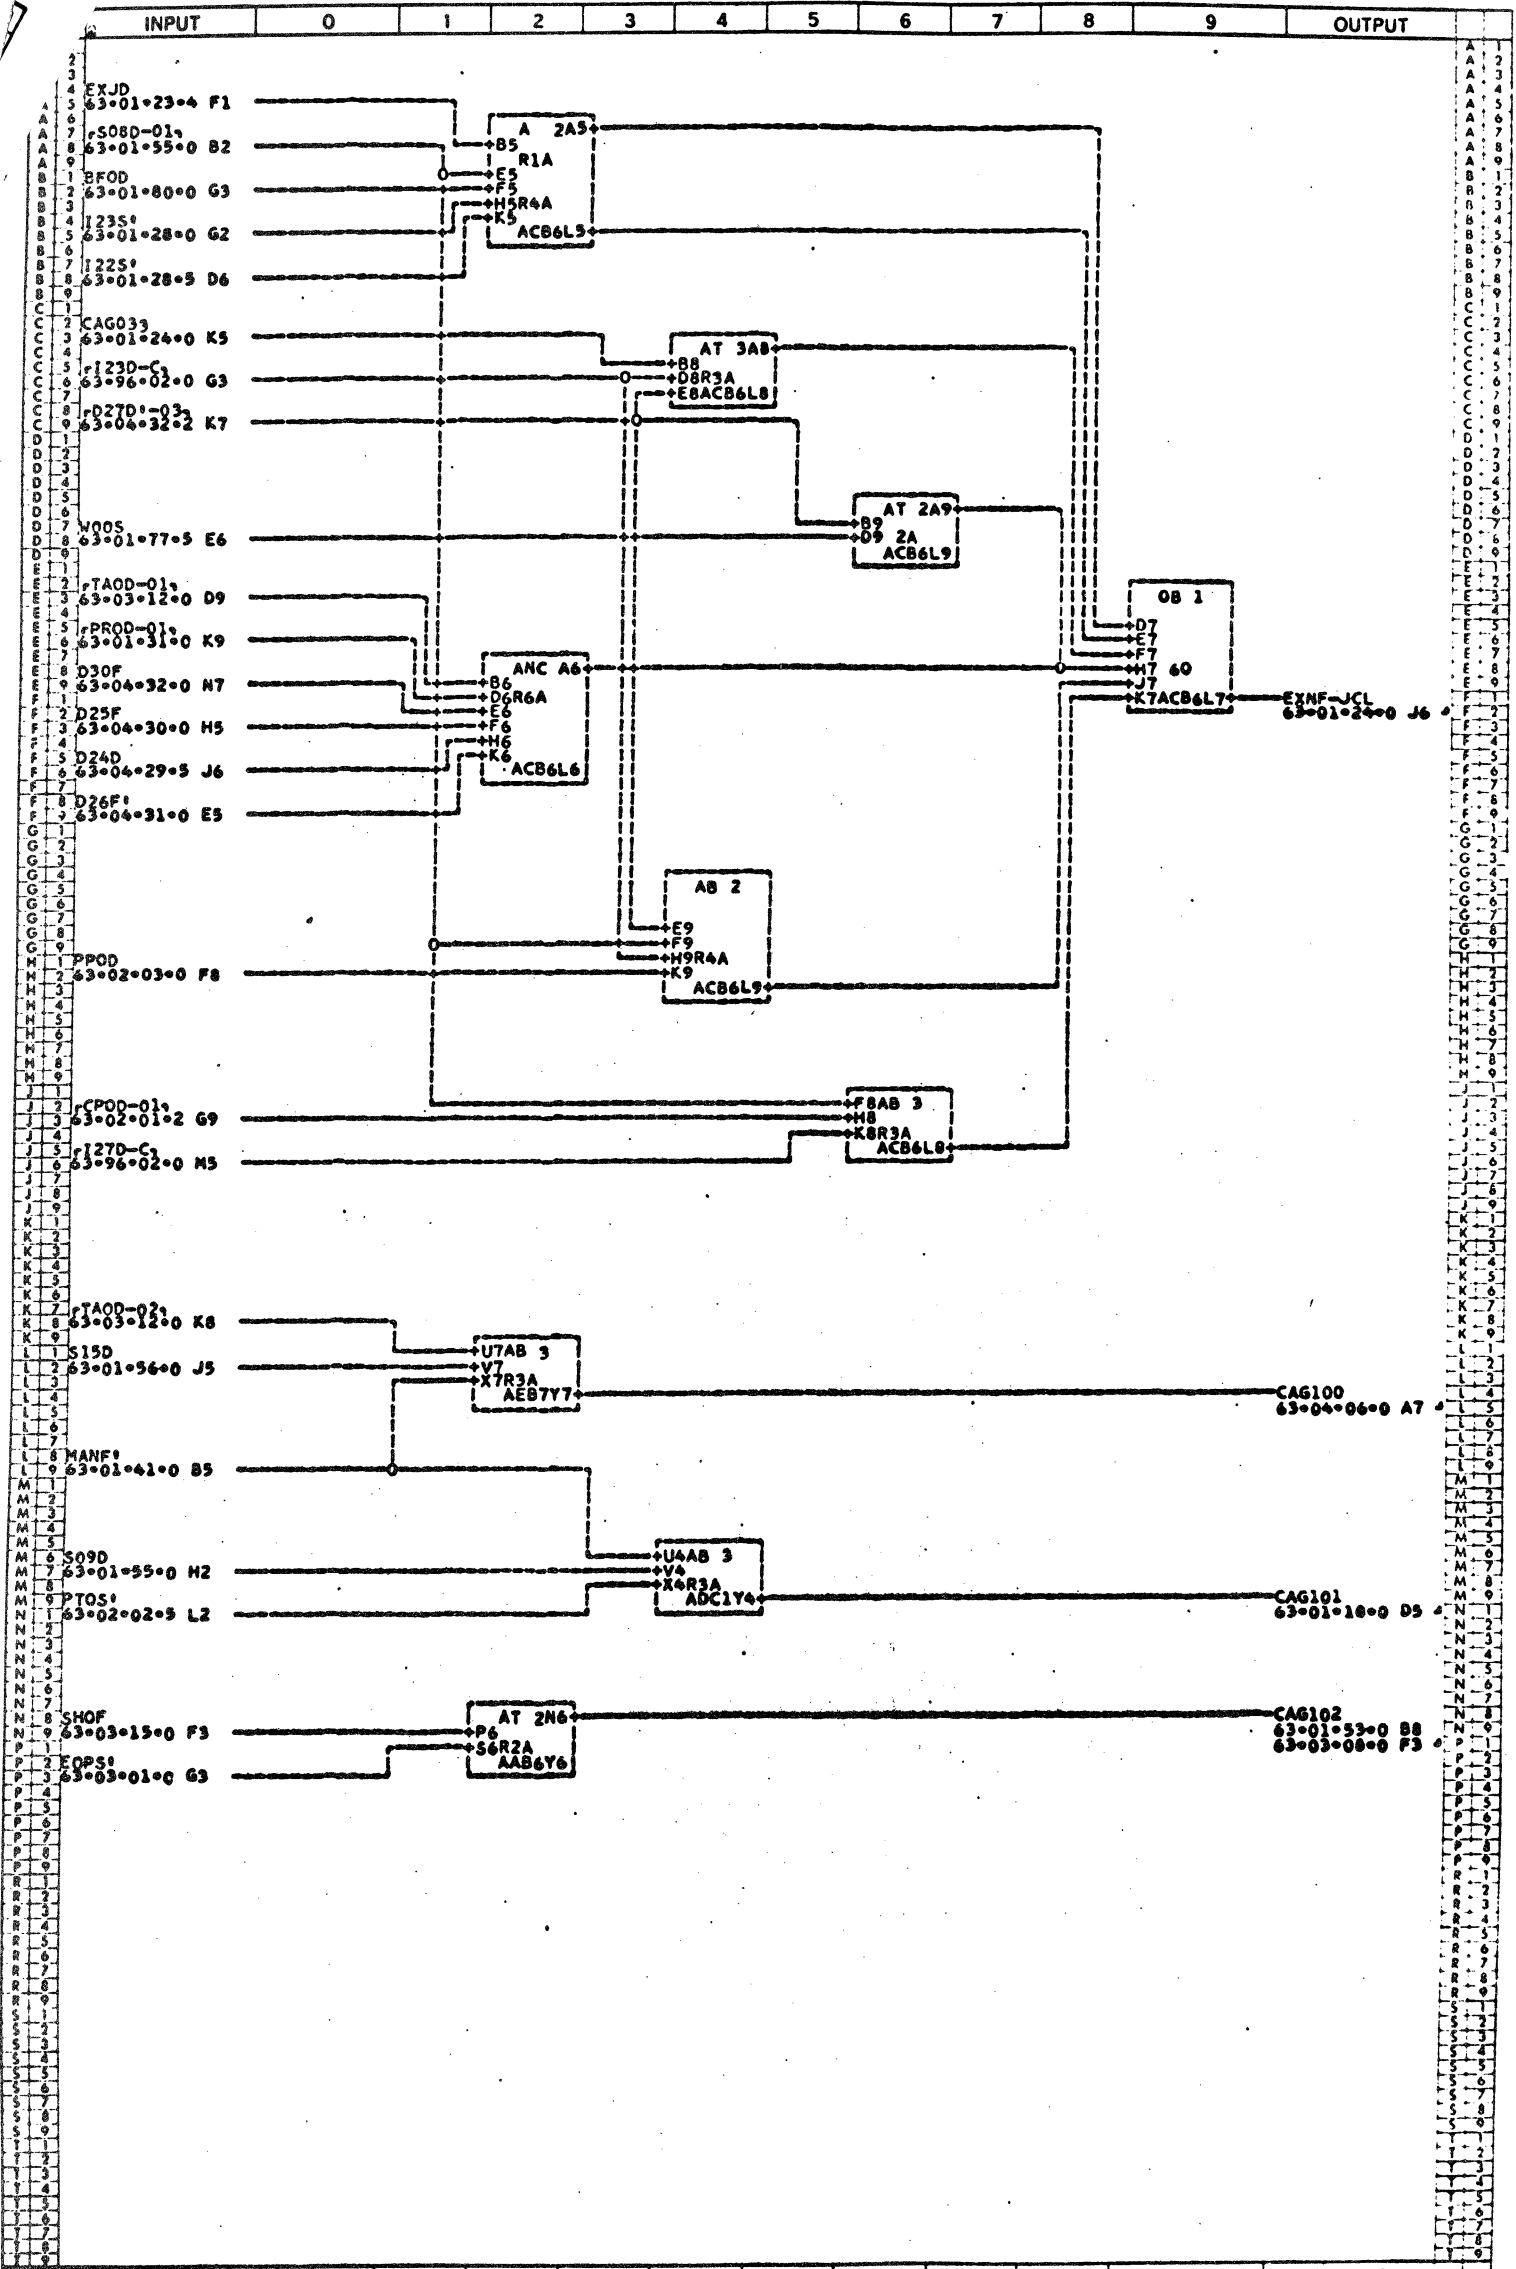 INPUT 0 1 2 3 4 5 6 7 8 9 OUTPUT
EXJD
63•01•23•4 F1
A 2A5
rS08D-01
63•01•55•0 B2
B5
R1A
BFOD
E5
63•01•80•0 G3
F5
H5R4A
I23S'
K5
63•01•28•0 G2
ACB6L5
I22S'
63•01•28•5 D6
CAG03
63•01•24•0 K5
AT 3A8
rI23D-C
B8
63•96•02•0 G3
D8R3A
E8ACB6L8
rD27D'-03
63•04•32•2 K7
AT 2A9
W00S
B9
63•01•77•5 E6
D9 2A
ACB6L9
rTAOD-01
63•03•12•0 D9
OB 1
rPROD-01
D7
63•01•31•0 K9
E7
F7
D30F
ANC A6
H7 6O
63•04•32•0 N7
B6
J7
D6R6A
K7ACB6L7
EXNF-JCL
D25F
E6
63•01•24•0 J6
63•04•30•0 H5
F6
H6
D24D
K6
63•04•29•5 J6
ACB6L6
D26F'
63•04•31•0 E5
AB 2
E9
F9
PPOD
H9R4A
63•02•03•0 F8
K9
ACB6L9
rCPOD-01
F8AB 3
63•02•01•2 G9
H8
K8R3A
rI27D-C
ACB6L8
63•96•02•0 M5
rTAOD-02
63•03•12•0 K8
S15D
U7AB 3
63•01•56•0 J5
V7
X7R3A
AEB7Y7
CAG100
63•04•06•0 A7
MANF'
63•01•41•0 B5
S09D
U4AB 3
63•01•55•0 H2
V4
X4R3A
PTOS'
ADC1Y4
CAG101
63•02•02•5 L2
63•01•18•0 D5
SHOF
AT 2N6
CAG102
63•03•15•0 F3
P6
63•01•53•0 B8
S6R2A
63•03•08•0 F3
EOPS'
AAB6Y6
63•03•01•0 G3